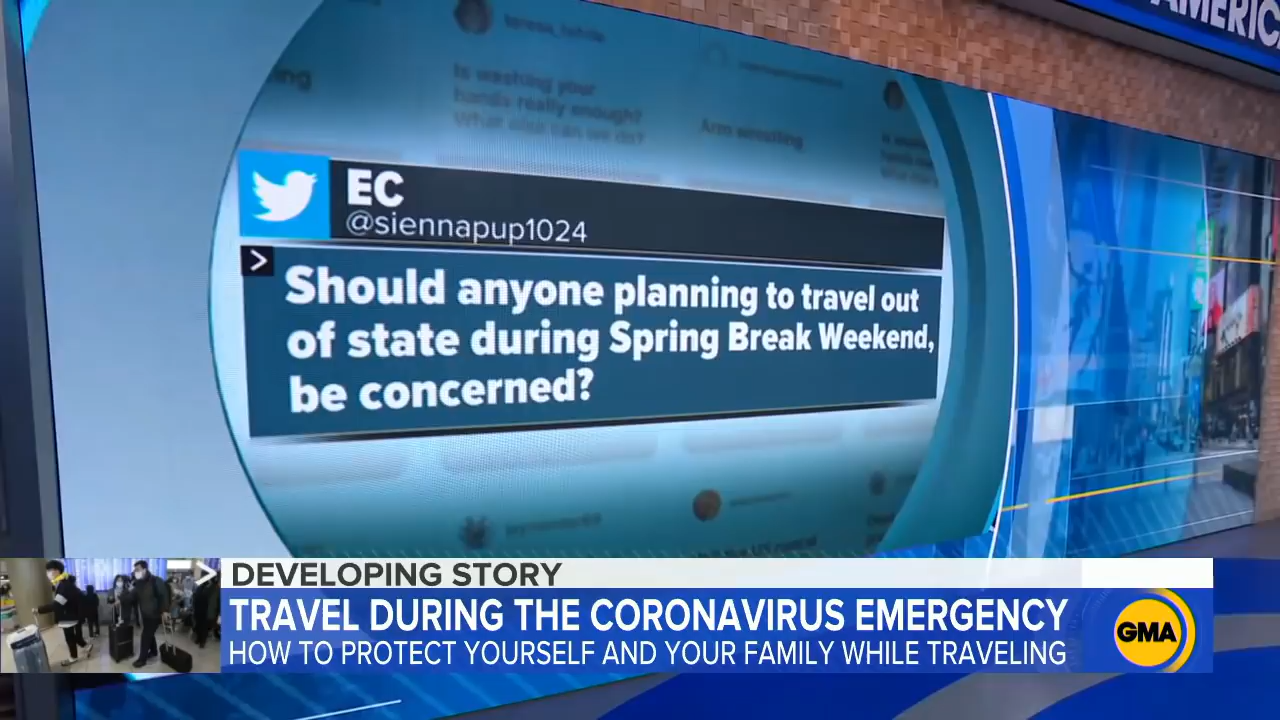 AMERIC
Is washing your
hands really enough?
What else can we do?
Arm wrestling
EC
@siennapup1024
Should anyone planning to travel out
of state during Spring Break Weekend,
be concerned?
DEVELOPING STORY
TRAVEL DURING THE CORONAVIRUS EMERGENCY
HOW TO PROTECT YOURSELF AND YOUR FAMILY WHILE TRAVELING
GMA